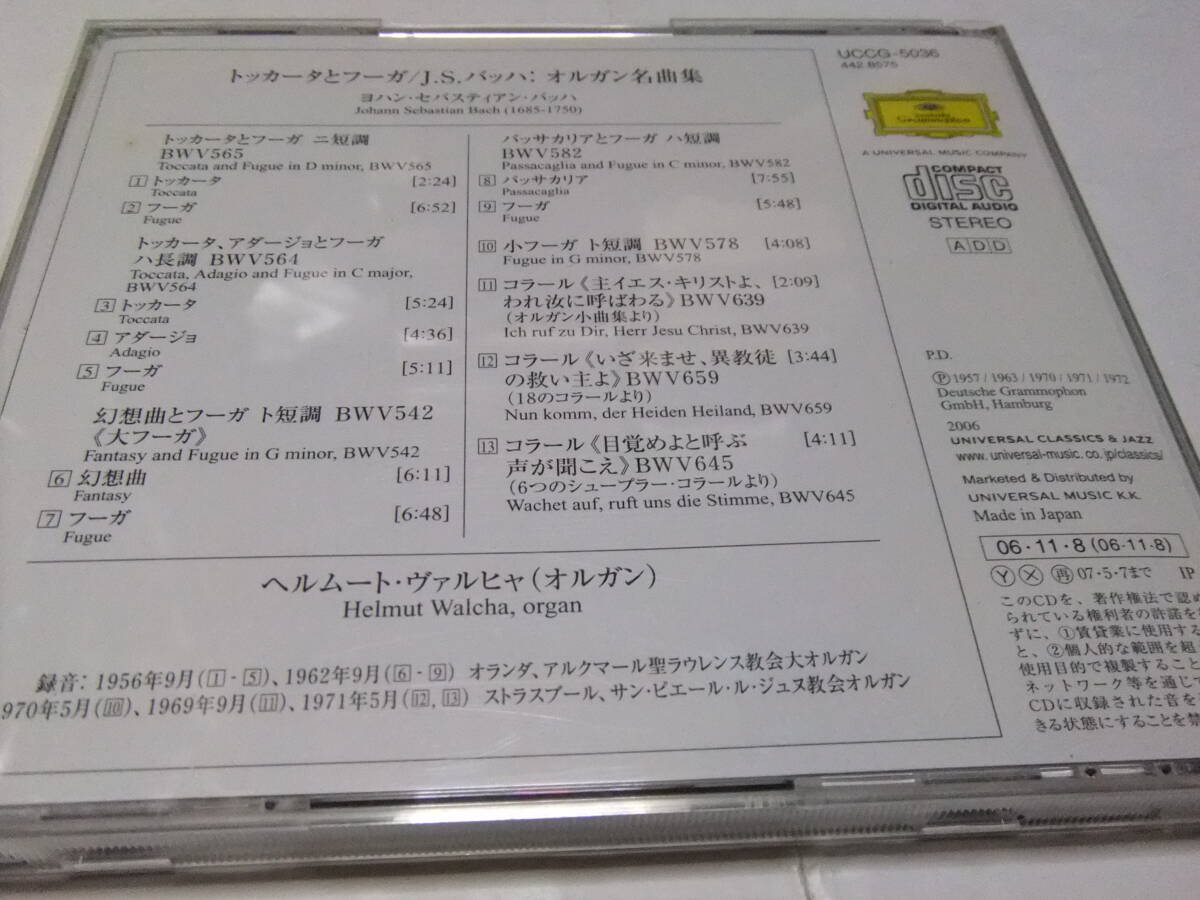 トッカータとフーガ/J.S.バッハ: オルガン名曲集
ヨハン・セバスティアン・バッハ
Johann Sebastian Bach (1685-1750)
トッカータとフーガ ニ短調
BWV565
Toccata and Fugue in D minor, BWV565
1 トッカータ [2:24]
Toccata
2 フーガ [6:52]
Fugue
トッカータ、アダージョとフーガ
ハ長調 BWV564
Toccata, Adagio and Fugue in C major,
BWV564
3 トッカータ [5:24]
Toccata
4 アダージョ [4:36]
Adagio
5 フーガ [5:11]
Fugue
幻想曲とフーガ ト短調 BWV542
《大フーガ》
Fantasy and Fugue in G minor, BWV542
6 幻想曲 [6:11]
Fantasy
7 フーガ [6:48]
Fugue
パッサカリアとフーガ ハ短調
BWV582
Passacaglia and Fugue in C minor, BWV582
8 パッサカリア [7:55]
Passacaglia
9 フーガ [5:48]
Fugue
10 小フーガ ト短調 BWV578 [4:08]
Fugue in G minor, BWV578
11 コラール《主イエス・キリストよ、 [2:09]
われ汝に呼ばわる》BWV639
(オルガン小曲集より)
Ich ruf zu Dir, Herr Jesu Christ, BWV639
12 コラール《いざ来ませ、異教徒 [3:44]
の救い主よ》BWV659
(18のコラールより)
Nun komm, der Heiden Heiland, BWV659
13 コラール《目覚めよと呼ぶ [4:11]
声が聞こえ》BWV645
(6つのシューブラー・コラールより)
Wachet auf, ruft uns die Stimme, BWV645
ヘルムート・ヴァルヒャ(オルガン)
Helmut Walcha, organ
録音: 1956年9月(1-5)、1962年9月(6-9) オランダ、アルクマール聖ラウレンス教会大オルガン
970年5月(10)、1969年9月(11)、1971年5月(12, 13) ストラスブール、サン・ピエール・ル・ジュヌ教会オルガン
UCCG-5036
442 8575
Deutsche
Grammophon
A UNIVERSAL MUSIC COMPANY
COMPACT
disc
DIGITAL AUDIO
STEREO
ADD
P.D.
Ⓟ 1957 / 1963 / 1970 / 1971 / 1972
Deutsche Grammophon
GmbH, Hamburg
2006
UNIVERSAL CLASSICS & JAZZ
www.universal-music.co.jp/classics/
Marketed & Distributed by
UNIVERSAL MUSIC K.K.
Made in Japan
06・11・8 (06-11-8)
Ⓨ Ⓧ 再 07・5・7まで IP
このCDを、著作権法で認め
られている権利者の許諾を
ずに、①賃貸業に使用する
と、②個人的な範囲を超
使用目的で複製すること
ネットワーク等を通じて
CDに収録された音を
きる状態にすることを禁